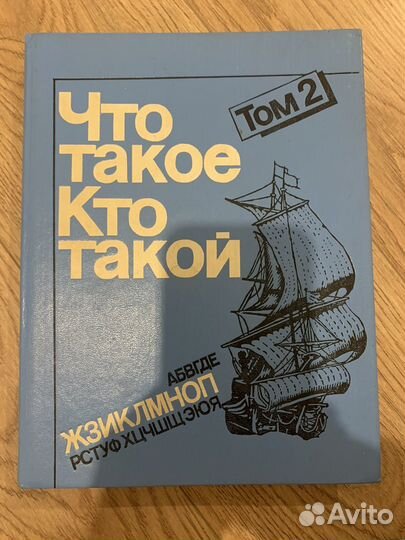 Том 2
Что
такое
Кто
такой
АБВГДЕ
ЖЗИКЛМНОП
РСТУФХЦЧШЩЭЮЯ
Avito